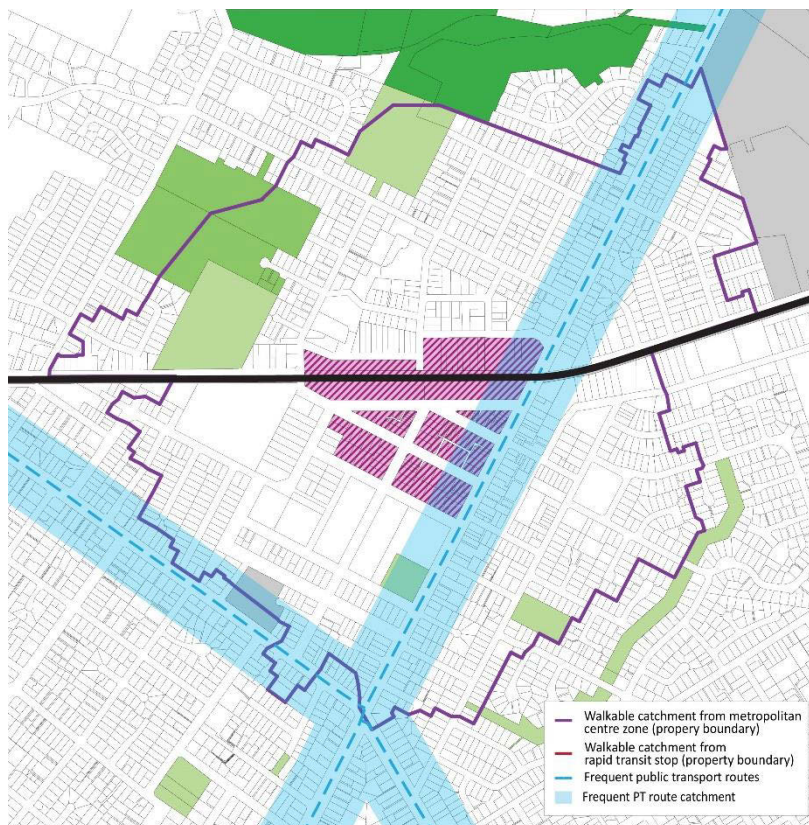 Walkable catchment from metropolitan
centre zone (propery boundary)
Walkable catchment from
rapid transit stop (property boundary)
Frequent public transport routes
Frequent PT route catchment